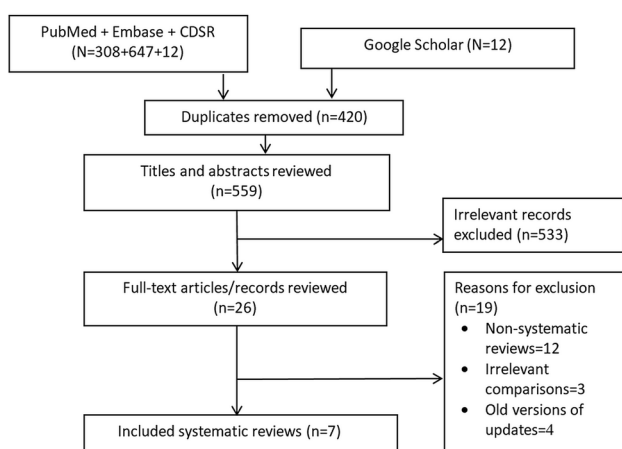 PubMed + Embase + CDSR
(N=308+647+12)
Google Scholar (N=12)
Duplicates removed (n=420)
Titles and abstracts reviewed
(n=559)
Irrelevant records
excluded (n=533)
Full-text articles/records reviewed
(n=26)
Reasons for exclusion
(n=19)
• Non-systematic
reviews=12
• Irrelevant
comparisons=3
• Old versions of
updates=4
Included systematic reviews (n=7)